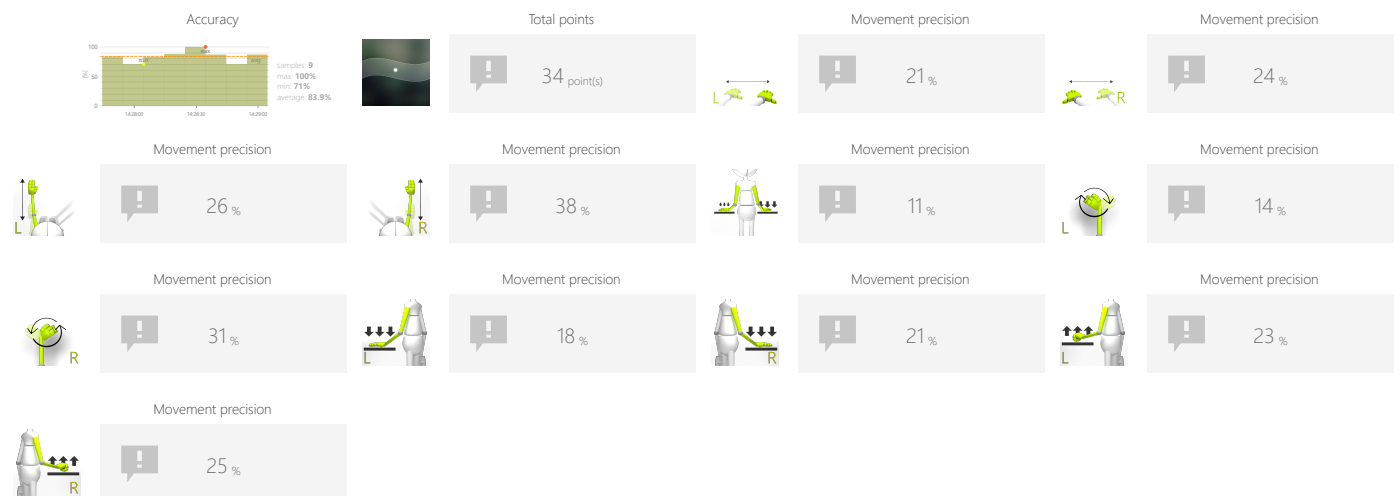 Accuracy
100
50
0
(%)
min
max
avg
samples: 9
max: 100%
min: 71%
average: 83.9%
14:28:00
14:28:30
14:29:00
Total points
34 point(s)
Movement precision
L
21 %
Movement precision
R
24 %
Movement precision
L
26 %
Movement precision
R
38 %
Movement precision
11 %
Movement precision
L
14 %
Movement precision
R
31 %
Movement precision
L
18 %
Movement precision
R
21 %
Movement precision
L
23 %
Movement precision
R
25 %